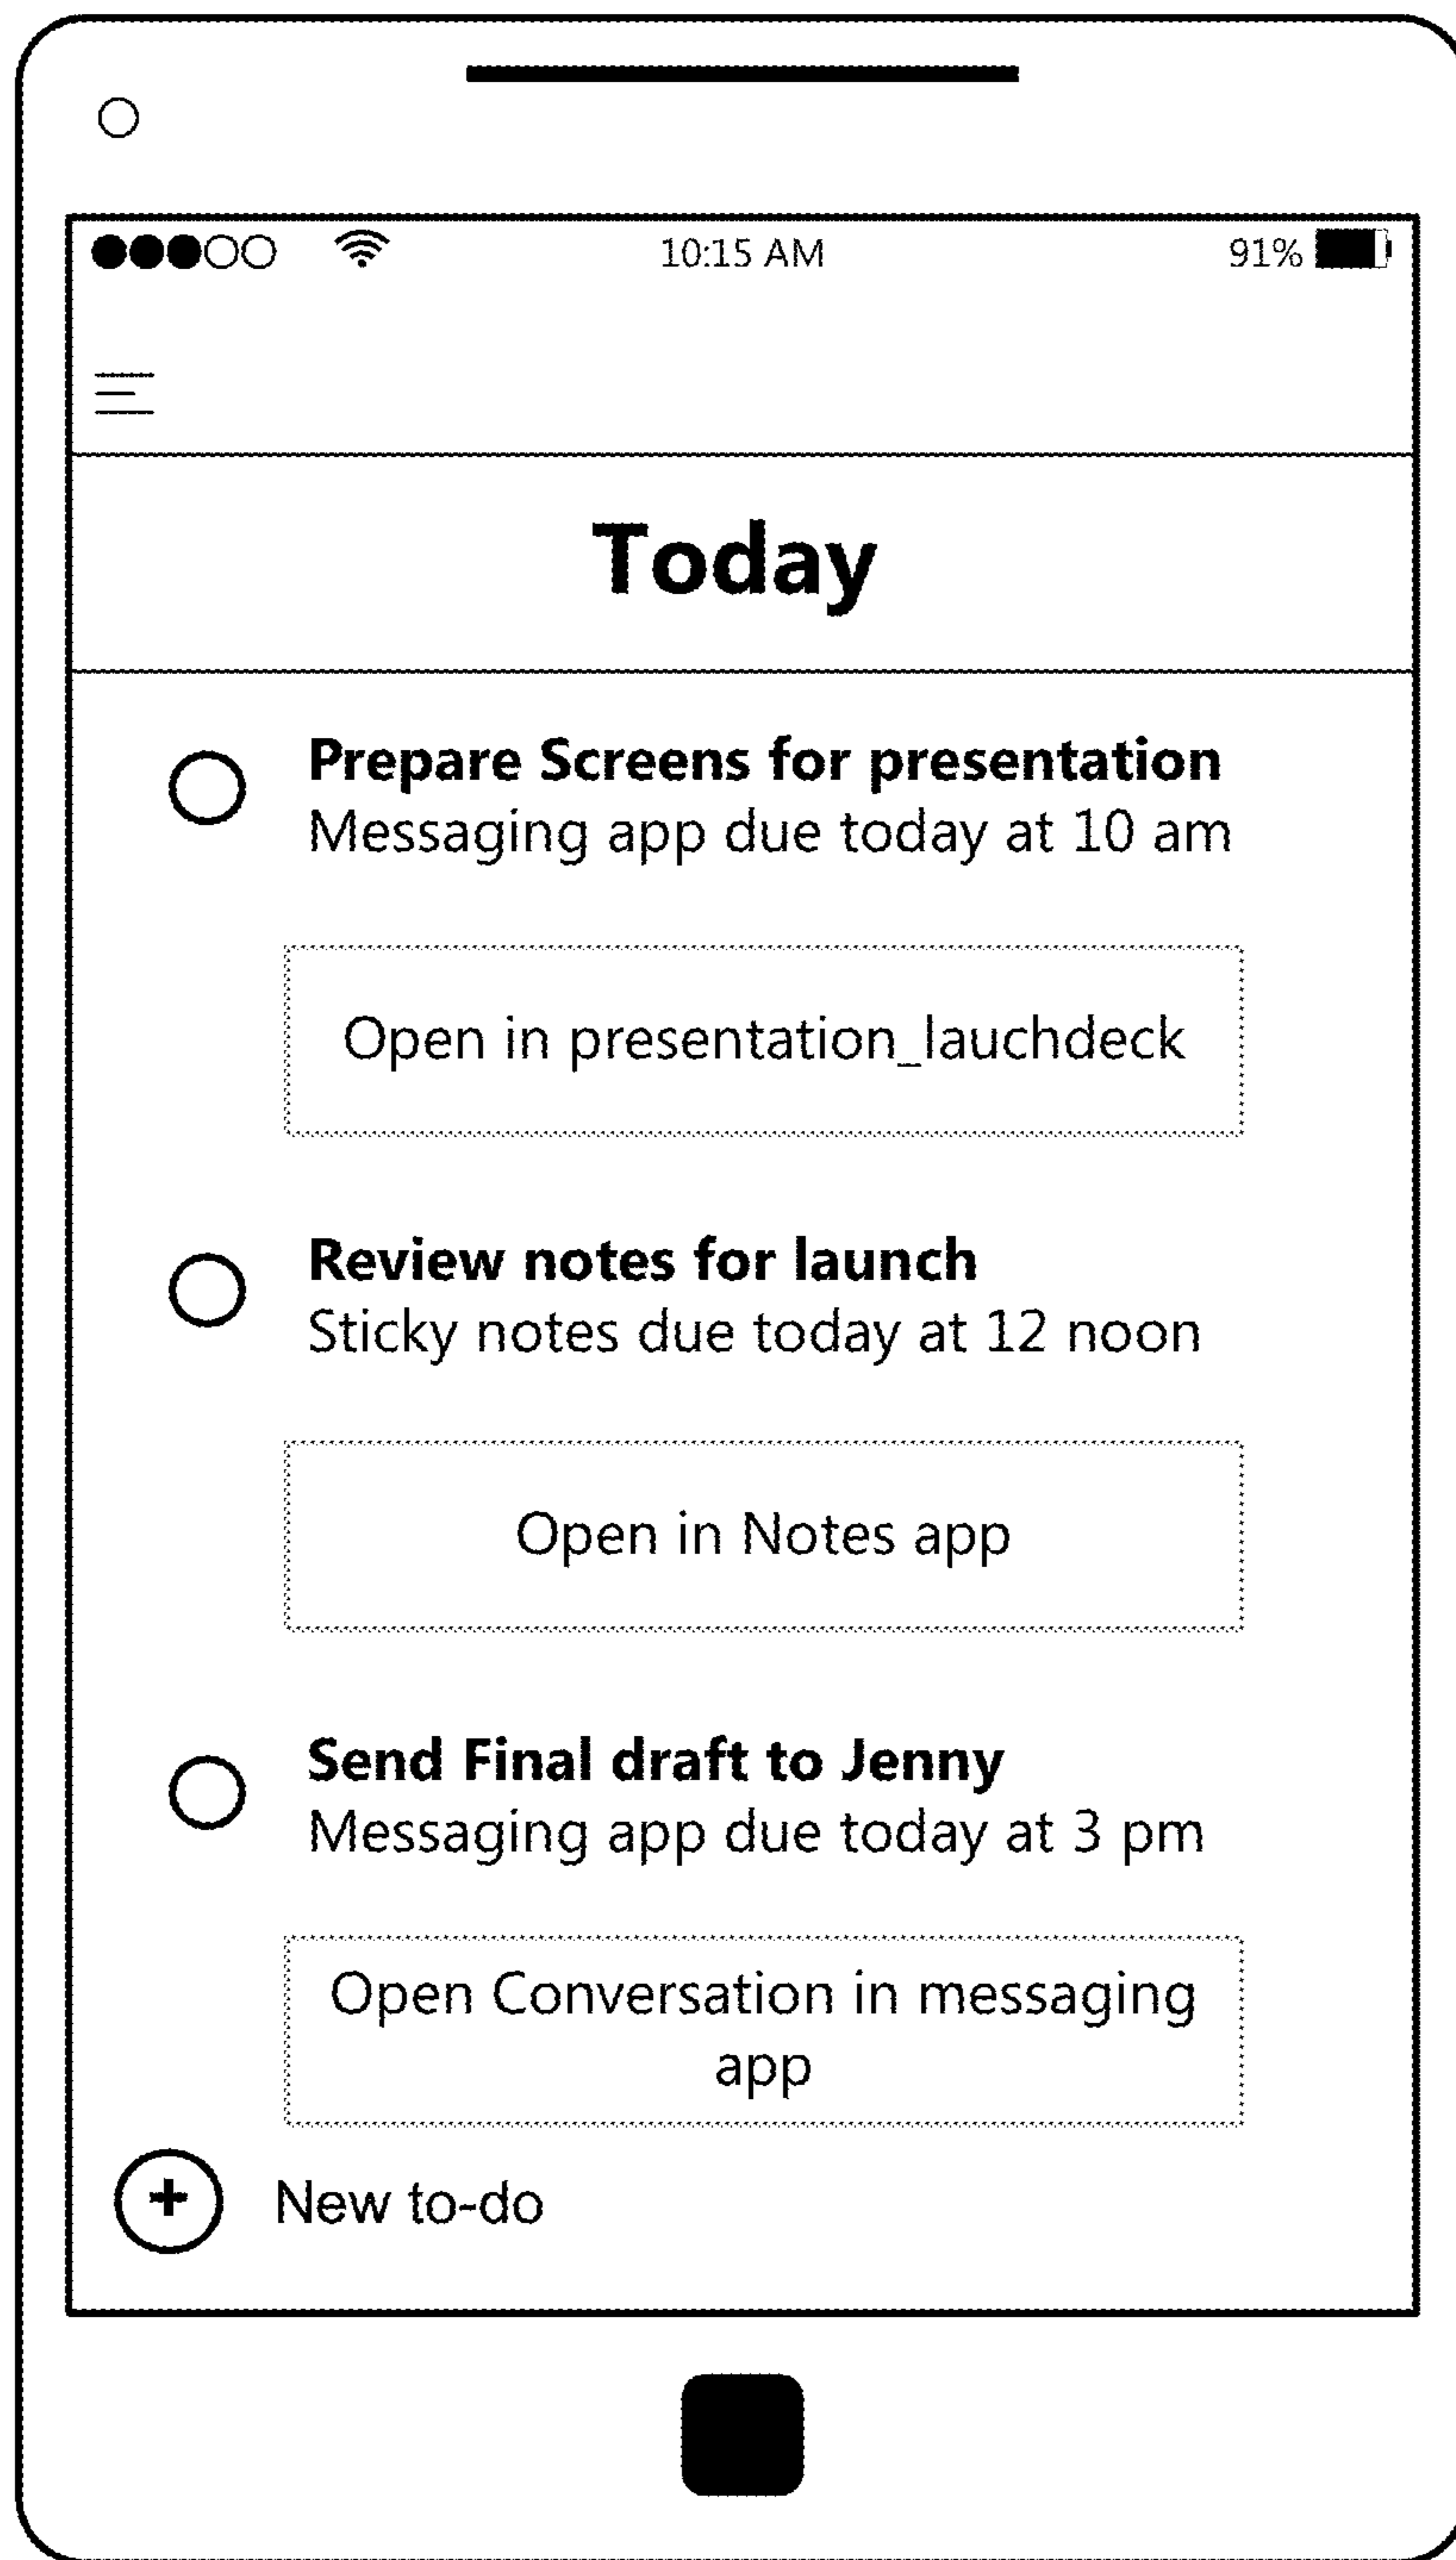 10:15 AM
91%
Today
Prepare Screens for presentation
Messaging app due today at 10 am
Open in presentation_lauchdeck
Review notes for launch
Sticky notes due today at 12 noon
Open in Notes app
Send Final draft to Jenny
Messaging app due today at 3 pm
Open Conversation in messaging
app
+ New to-do